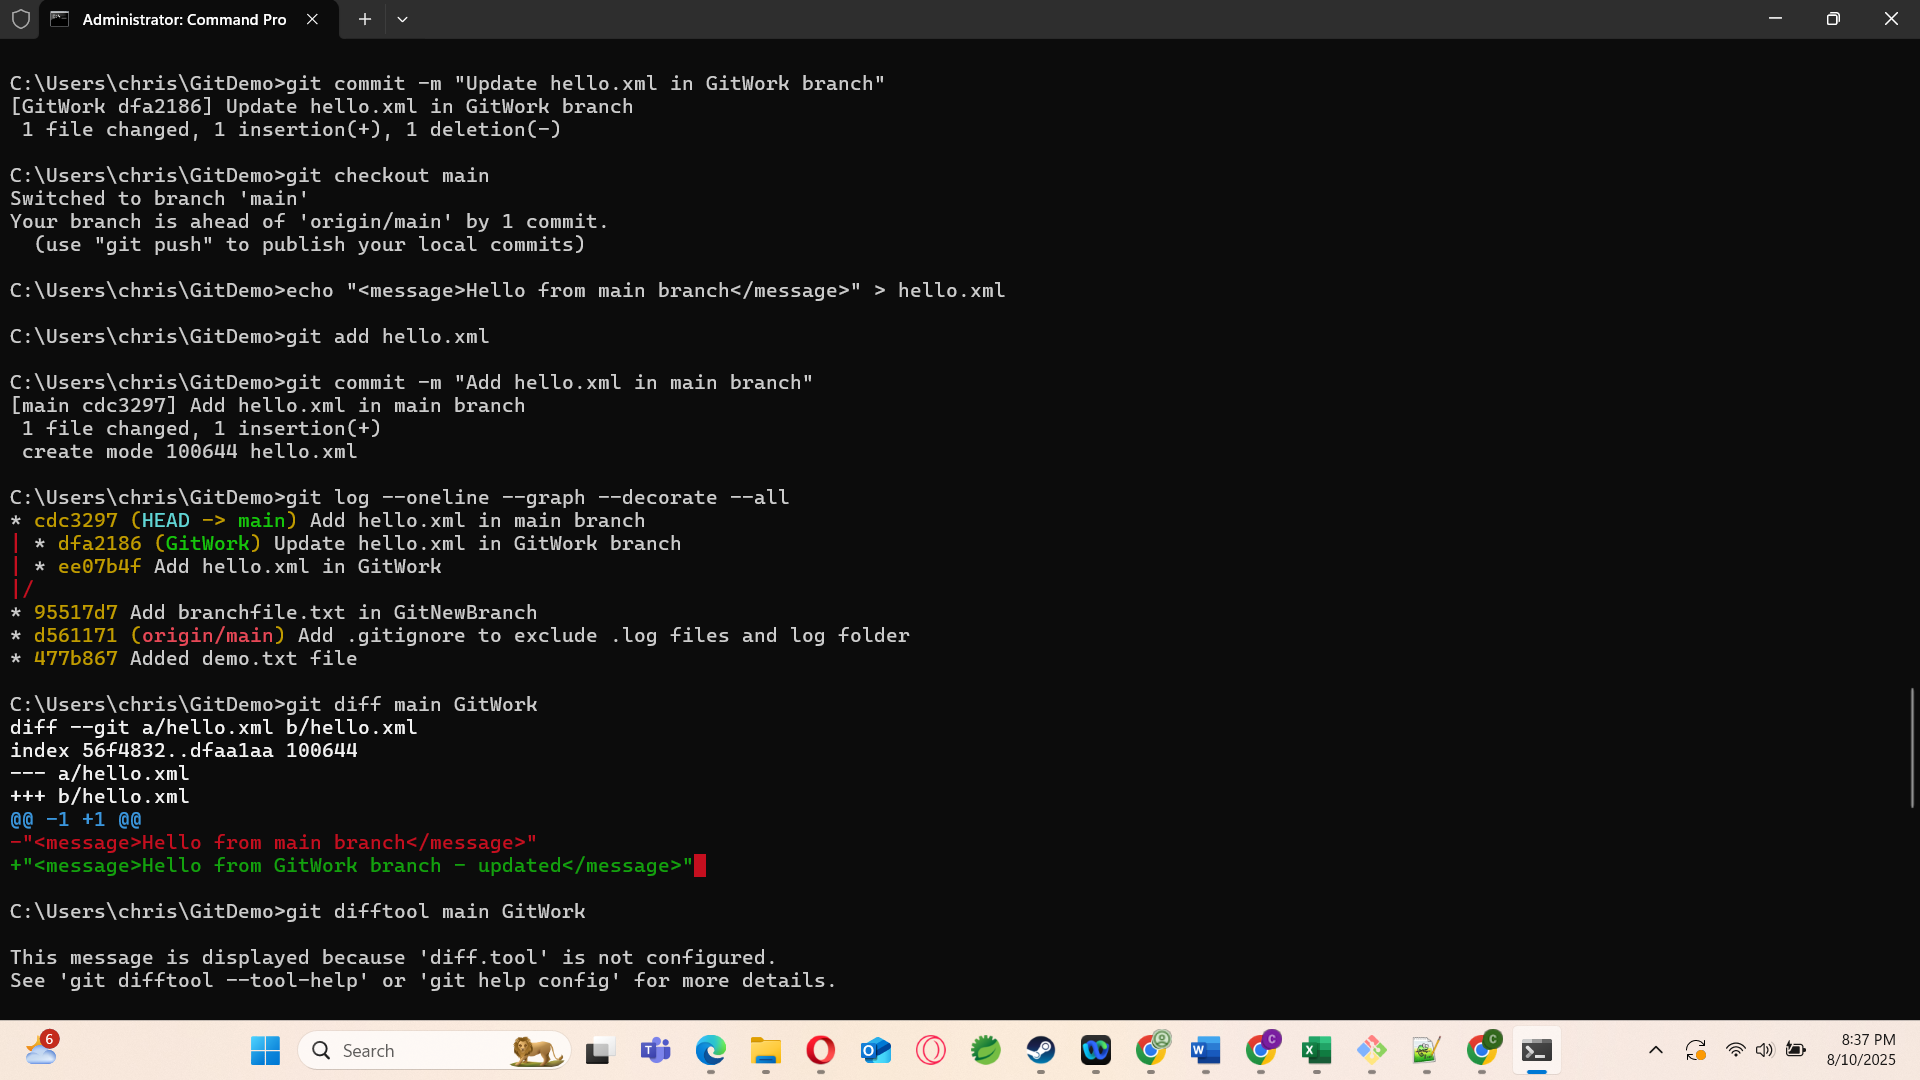 Administrator: Command Pro
C:\Users\chris\GitDemo>git commit -m "Update hello.xml in GitWork branch"
[GitWork dfa2186] Update hello.xml in GitWork branch
 1 file changed, 1 insertion(+), 1 deletion(-)
C:\Users\chris\GitDemo>git checkout main
Switched to branch 'main'
Your branch is ahead of 'origin/main' by 1 commit.
  (use "git push" to publish your local commits)
C:\Users\chris\GitDemo>echo "<message>Hello from main branch</message>" > hello.xml
C:\Users\chris\GitDemo>git add hello.xml
C:\Users\chris\GitDemo>git commit -m "Add hello.xml in main branch"
[main cdc3297] Add hello.xml in main branch
 1 file changed, 1 insertion(+)
 create mode 100644 hello.xml
C:\Users\chris\GitDemo>git log --oneline --graph --decorate --all
* cdc3297 (HEAD -> main) Add hello.xml in main branch
| * dfa2186 (GitWork) Update hello.xml in GitWork branch
| * ee07b4f Add hello.xml in GitWork
|/
* 95517d7 Add branchfile.txt in GitNewBranch
* d561171 (origin/main) Add .gitignore to exclude .log files and log folder
* 477b867 Added demo.txt file
C:\Users\chris\GitDemo>git diff main GitWork
diff --git a/hello.xml b/hello.xml
index 56f4832..dfaa1aa 100644
--- a/hello.xml
+++ b/hello.xml
@@ -1 +1 @@
-"<message>Hello from main branch</message>"
+"<message>Hello from GitWork branch - updated</message>"
C:\Users\chris\GitDemo>git difftool main GitWork
This message is displayed because 'diff.tool' is not configured.
See 'git difftool --tool-help' or 'git help config' for more details.
6
Search
8:37 PM
8/10/2025